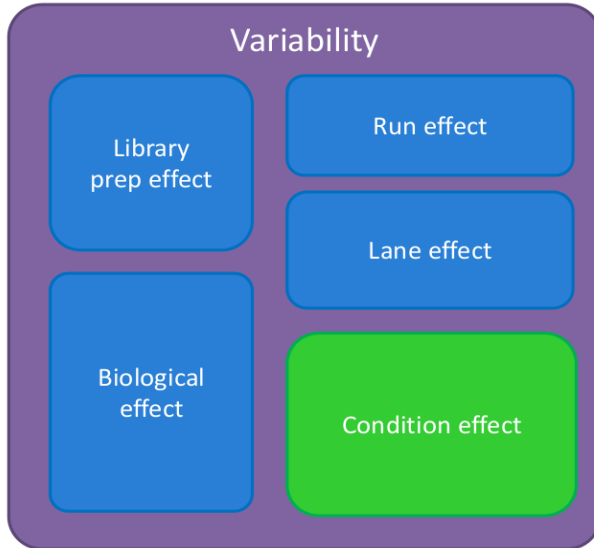 Variability
Library
prep effect
Run effect
Lane effect
Biological
effect
Condition effect